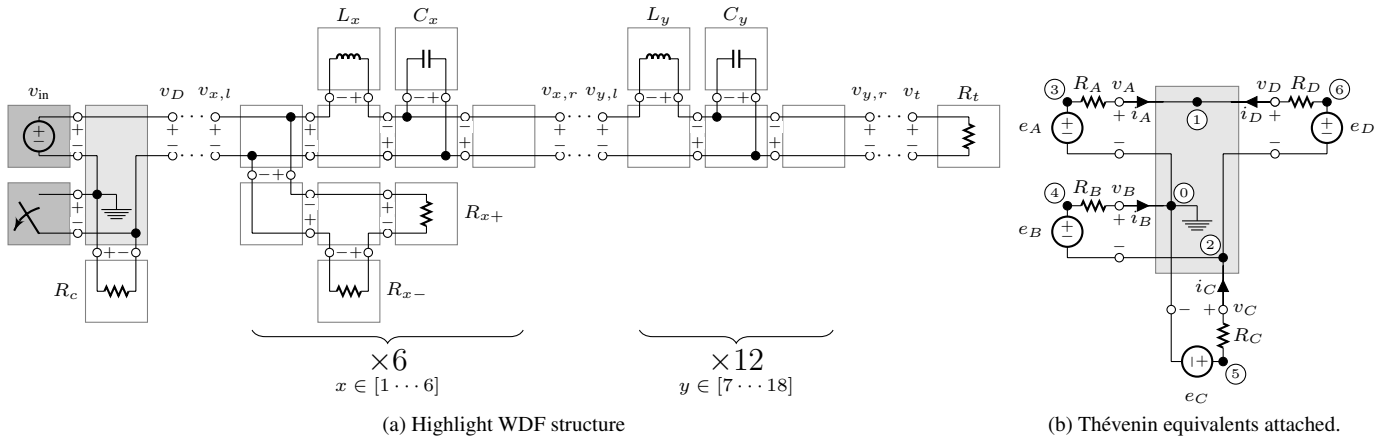 L_x C_x L_y C_y
v_in v_D v_{x,l} v_{x,r} v_{y,l} v_{y,r} v_t R_t
R_{x+}
R_c R_{x−}
×6 ×12
x ∈ [1 ⋯ 6] y ∈ [7 ⋯ 18]
(a) Highlight WDF structure
3 R_A v_A v_D R_D 6
+ i_A 1 i_D +
e_A e_D
4 R_B v_B 0
+ i_B
e_B 2
i_C
− + v_C
R_C
5
e_C
(b) Thévenin equivalents attached.